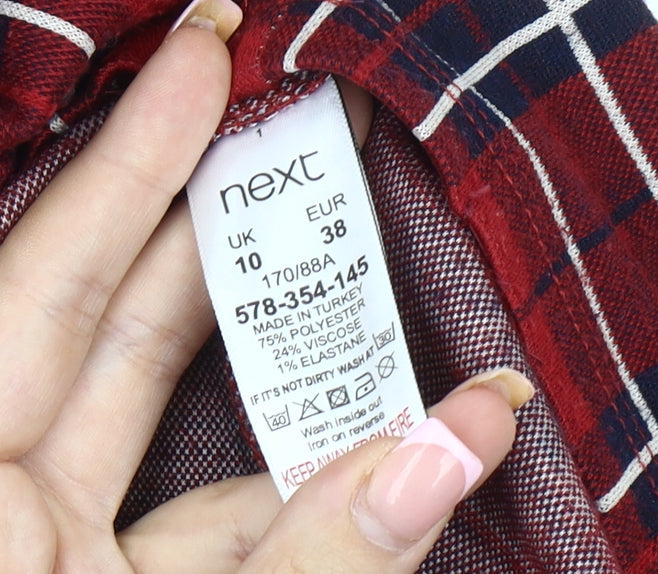 1
next
UK EUR
10 38
170/88A
578-354-145
MADE IN TURKEY
75% POLYESTER
24% VISCOSE
1% ELASTANE
IF IT'S NOT DIRTY WASH AT 30
40
Wash inside out
Iron on reverse
KEEP AWAY FROM FIRE